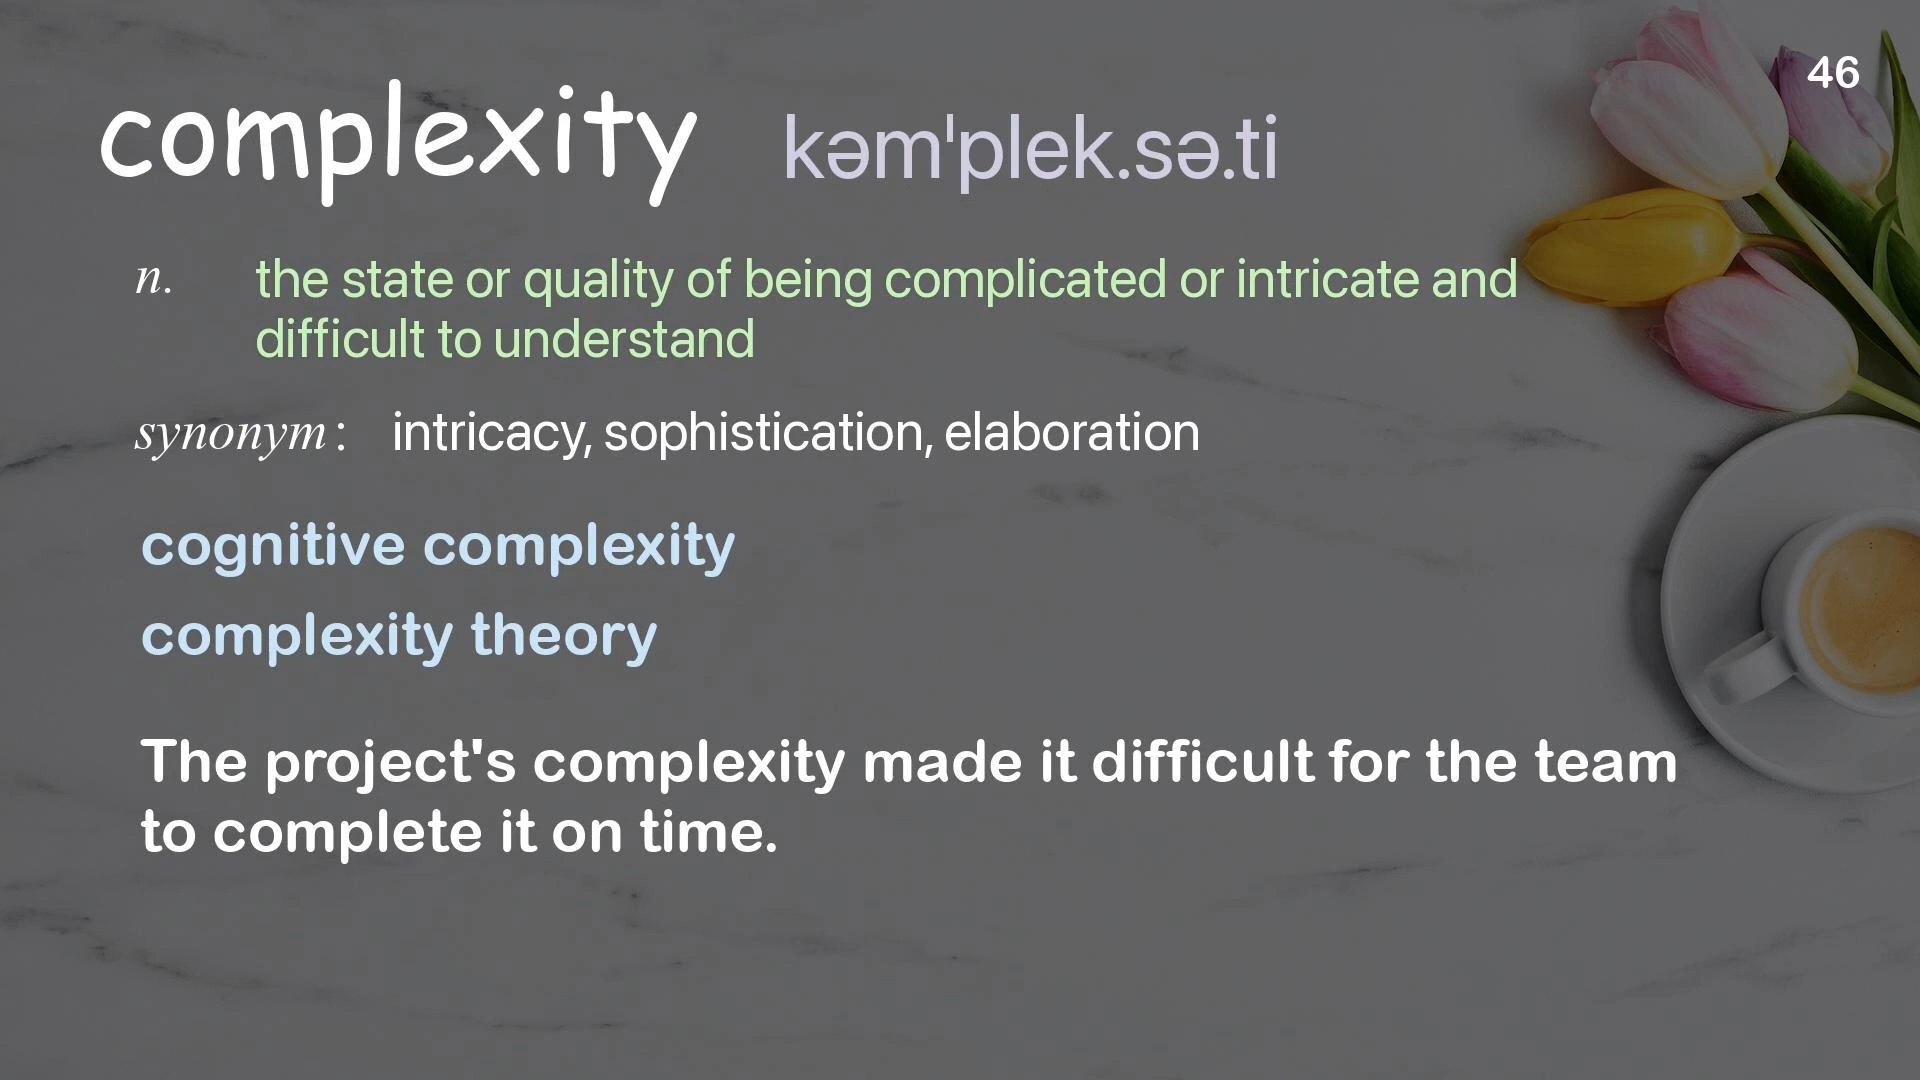 46
complexity kəm'plek.sə.ti
n. the state or quality of being complicated or intricate and
difficult to understand
synonym: intricacy, sophistication, elaboration
cognitive complexity
complexity theory
The project's complexity made it difficult for the team
to complete it on time.